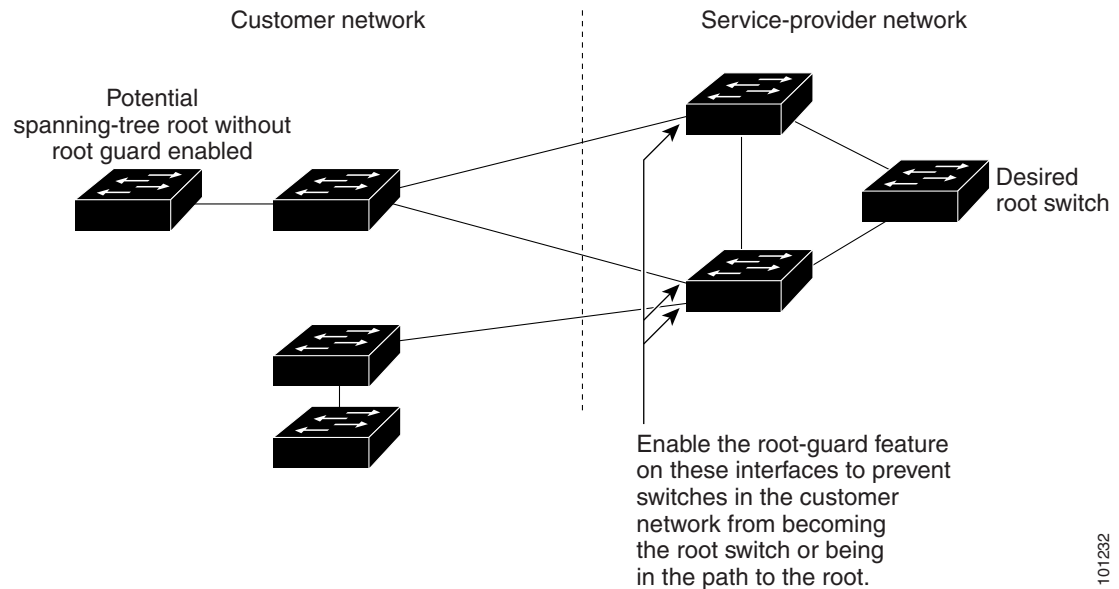 Customer network
Service-provider network
Potential
spanning-tree root without
root guard enabled
Desired
root switch
Enable the root-guard feature
on these interfaces to prevent
switches in the customer
network from becoming
the root switch or being
in the path to the root.
101232